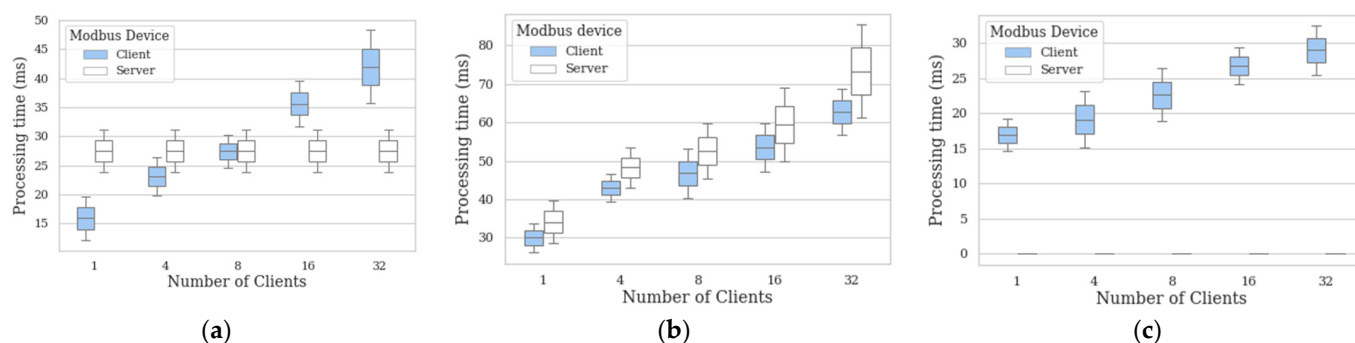 50
45
40
35
30
25
20
15
Processing time (ms)
Modbus Device
Client
Server
1 4 8 16 32
Number of Clients
(a)
80
70
60
50
40
30
Processing time (ms)
Modbus device
Client
Server
1 4 8 16 32
Number of Clients
(b)
30
25
20
15
10
5
0
Processing time (ms)
Modbus Device
Client
Server
1 4 8 16 32
Number of Clients
(c)